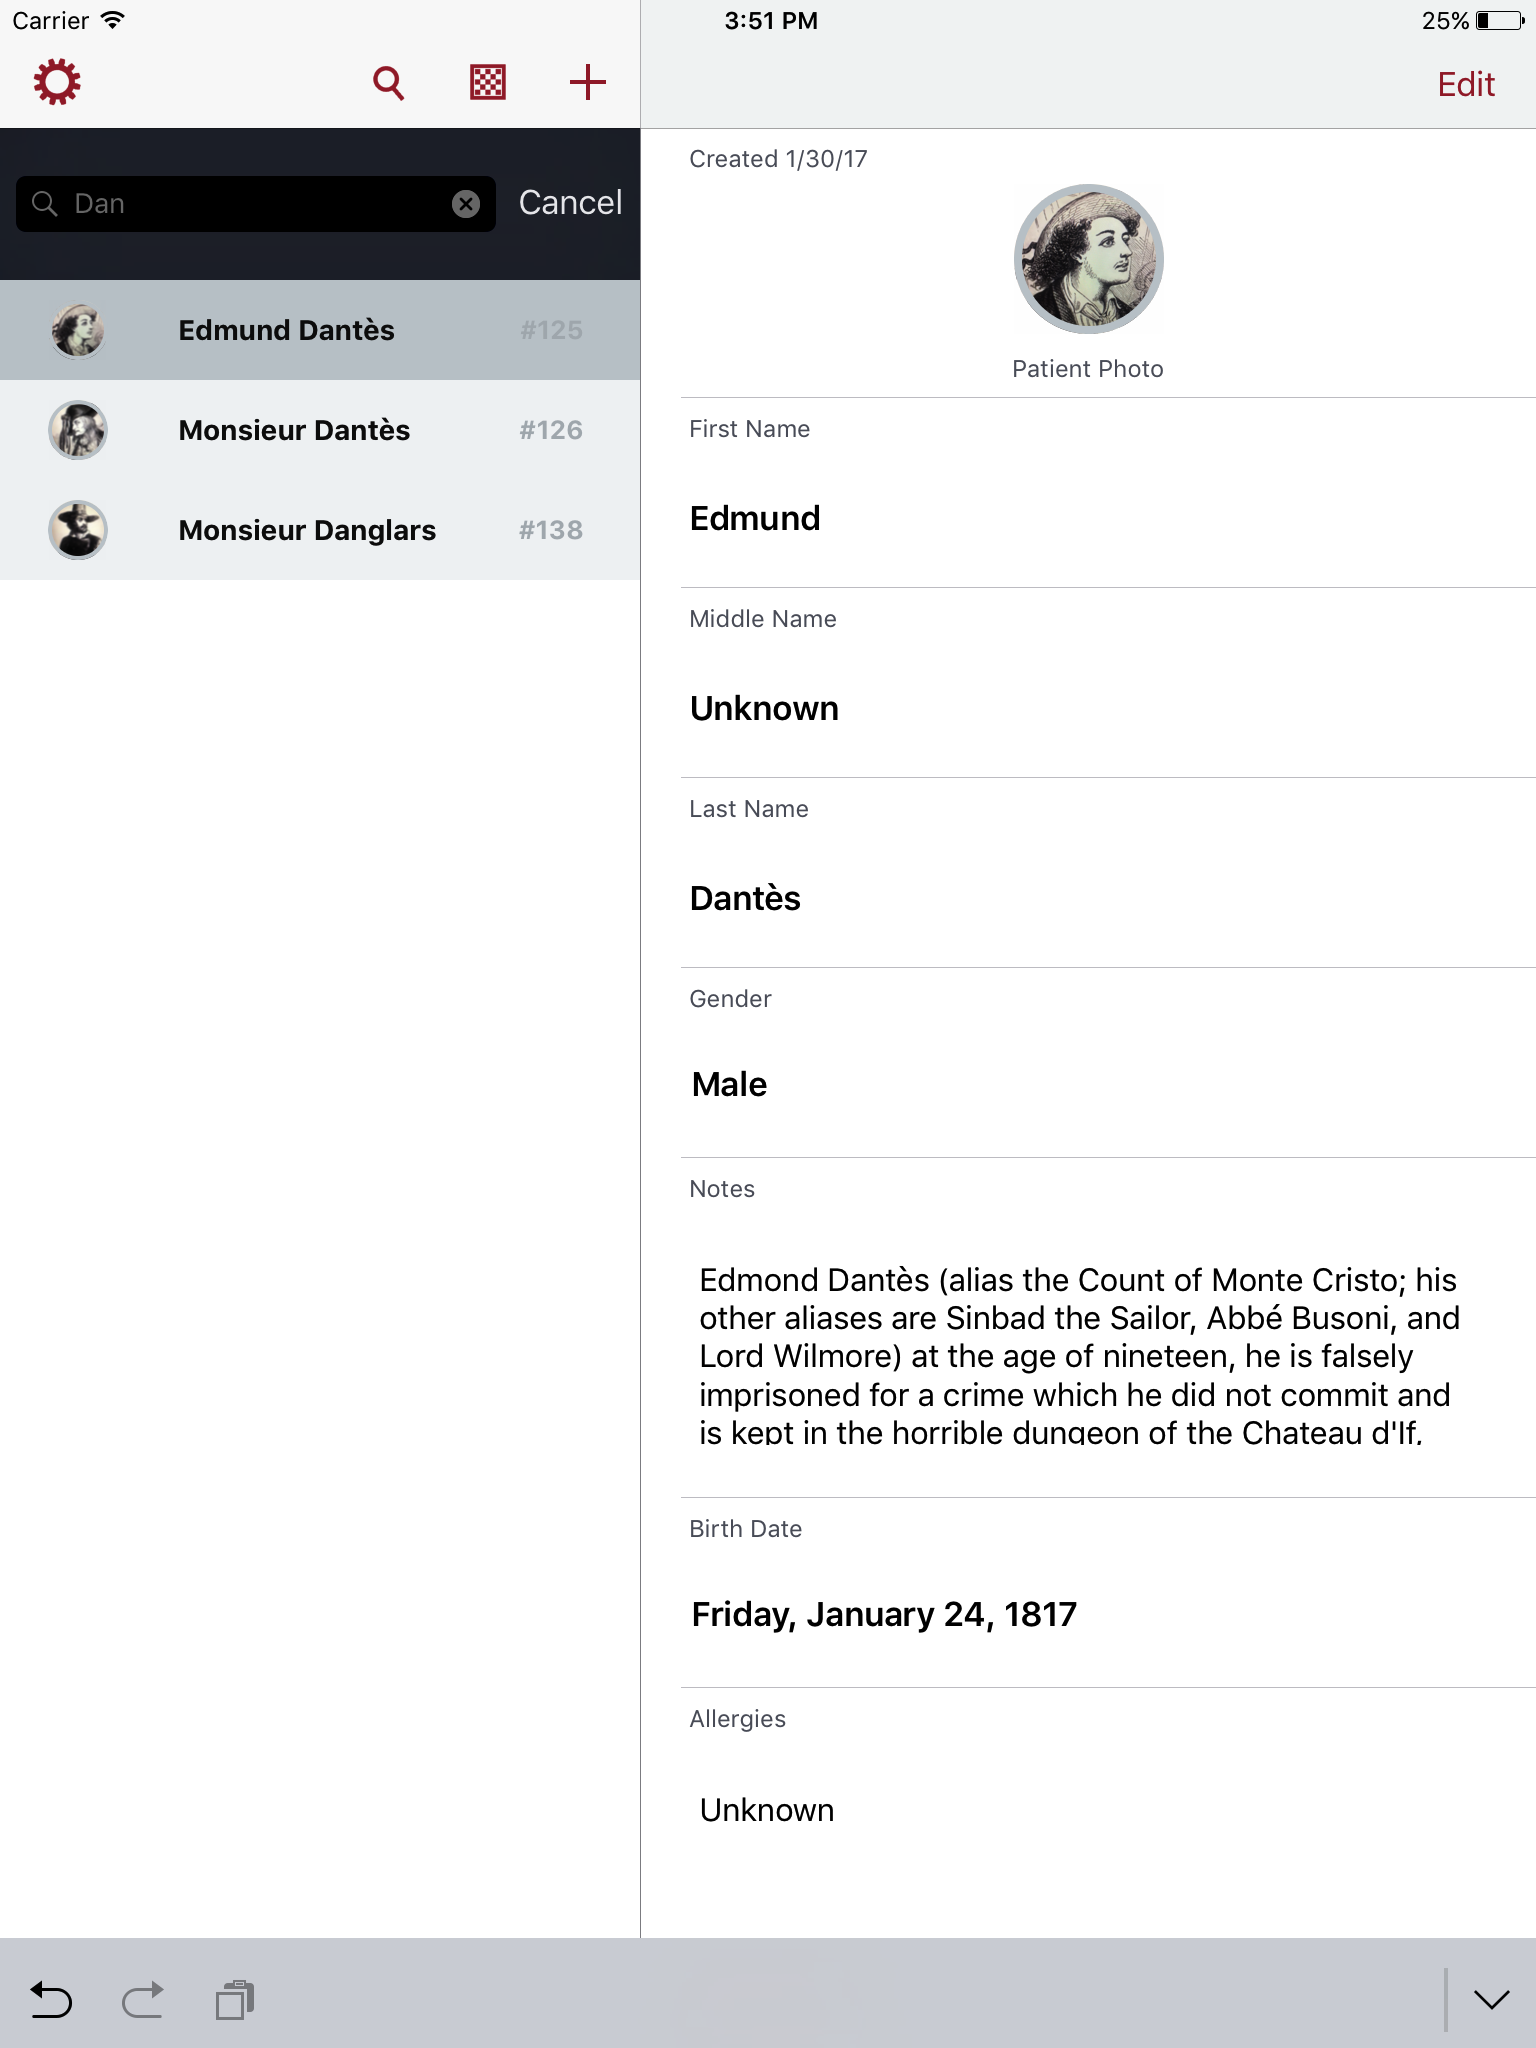 Carrier
3:51 PM
25%
Edit
Dan
Cancel
Edmund Dantès #125
Monsieur Dantès #126
Monsieur Danglars #138
Created 1/30/17
Patient Photo
First Name
Edmund
Middle Name
Unknown
Last Name
Dantès
Gender
Male
Notes
Edmond Dantès (alias the Count of Monte Cristo; his
other aliases are Sinbad the Sailor, Abbé Busoni, and
Lord Wilmore) at the age of nineteen, he is falsely
imprisoned for a crime which he did not commit and
is kept in the horrible dungeon of the Chateau d'If.
Birth Date
Friday, January 24, 1817
Allergies
Unknown